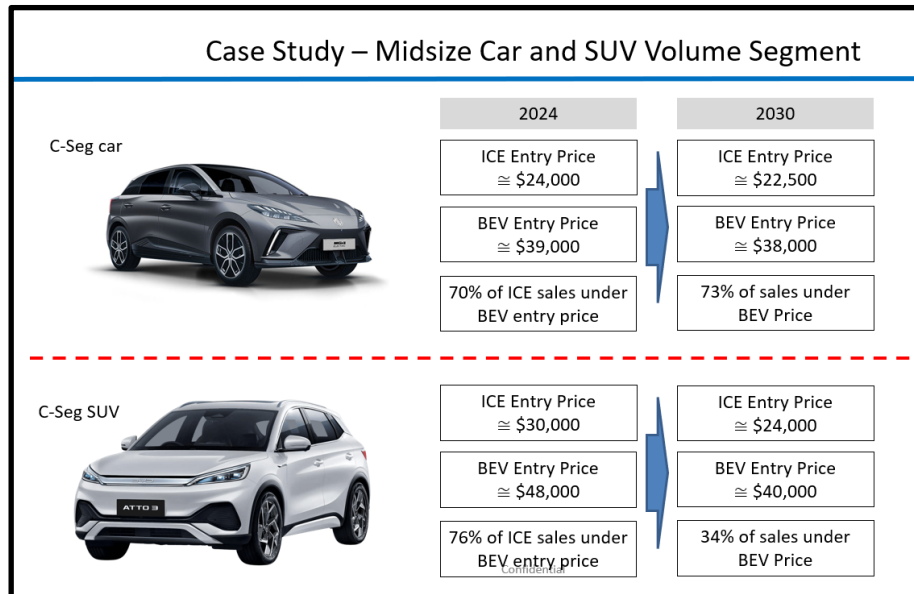 Case Study – Midsize Car and SUV Volume Segment
2024
2030
C-Seg car
ICE Entry Price
≅ $24,000
ICE Entry Price
≅ $22,500
BEV Entry Price
≅ $39,000
BEV Entry Price
≅ $38,000
70% of ICE sales under
BEV entry price
73% of sales under
BEV Price
C-Seg SUV
ICE Entry Price
≅ $30,000
ICE Entry Price
≅ $24,000
BEV Entry Price
≅ $48,000
BEV Entry Price
≅ $40,000
ATTO 3
76% of ICE sales under
BEV entry price
34% of sales under
BEV Price
Confidential